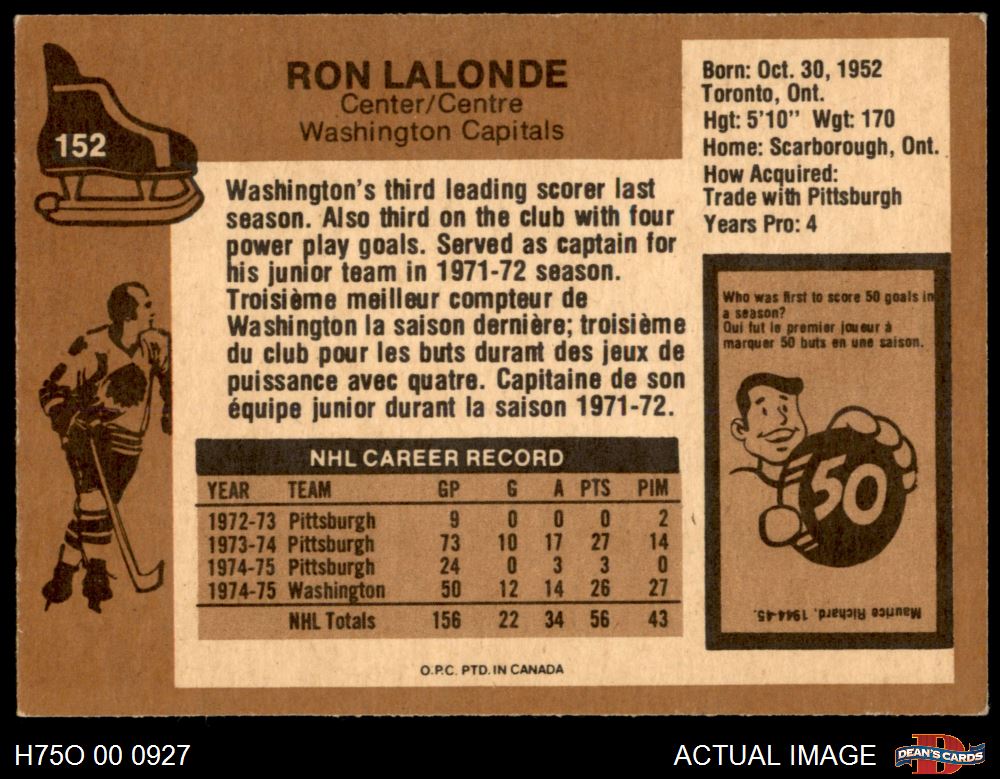 152
RON LALONDE
Center/Centre
Washington Capitals
Born: Oct. 30, 1952
Toronto, Ont.
Hgt: 5'10" Wgt: 170
Home: Scarborough, Ont.
How Acquired:
Trade with Pittsburgh
Years Pro: 4
Washington's third leading scorer last
season. Also third on the club with four
power play goals. Served as captain for
his junior team in 1971-72 season.
Troisième meilleur compteur de
Washington la saison dernière; troisième
du club pour les buts durant des jeux de
puissance avec quatre. Capitaine de son
équipe junior durant la saison 1971-72.
Who was first to score 50 goals in
a season?
Qui fut le premier joueur à
marquer 50 buts en une saison.
50
Maurice Richard, 1944-45.
NHL CAREER RECORD
YEAR TEAM GP G A PTS PIM
1972-73 Pittsburgh 9 0 0 0 2
1973-74 Pittsburgh 73 10 17 27 14
1974-75 Pittsburgh 24 0 3 3 0
1974-75 Washington 50 12 14 26 27
NHL Totals 156 22 34 56 43
O.P.C. PTD. IN CANADA
H75O 00 0927
ACTUAL IMAGE
D
DEAN'S CARDS